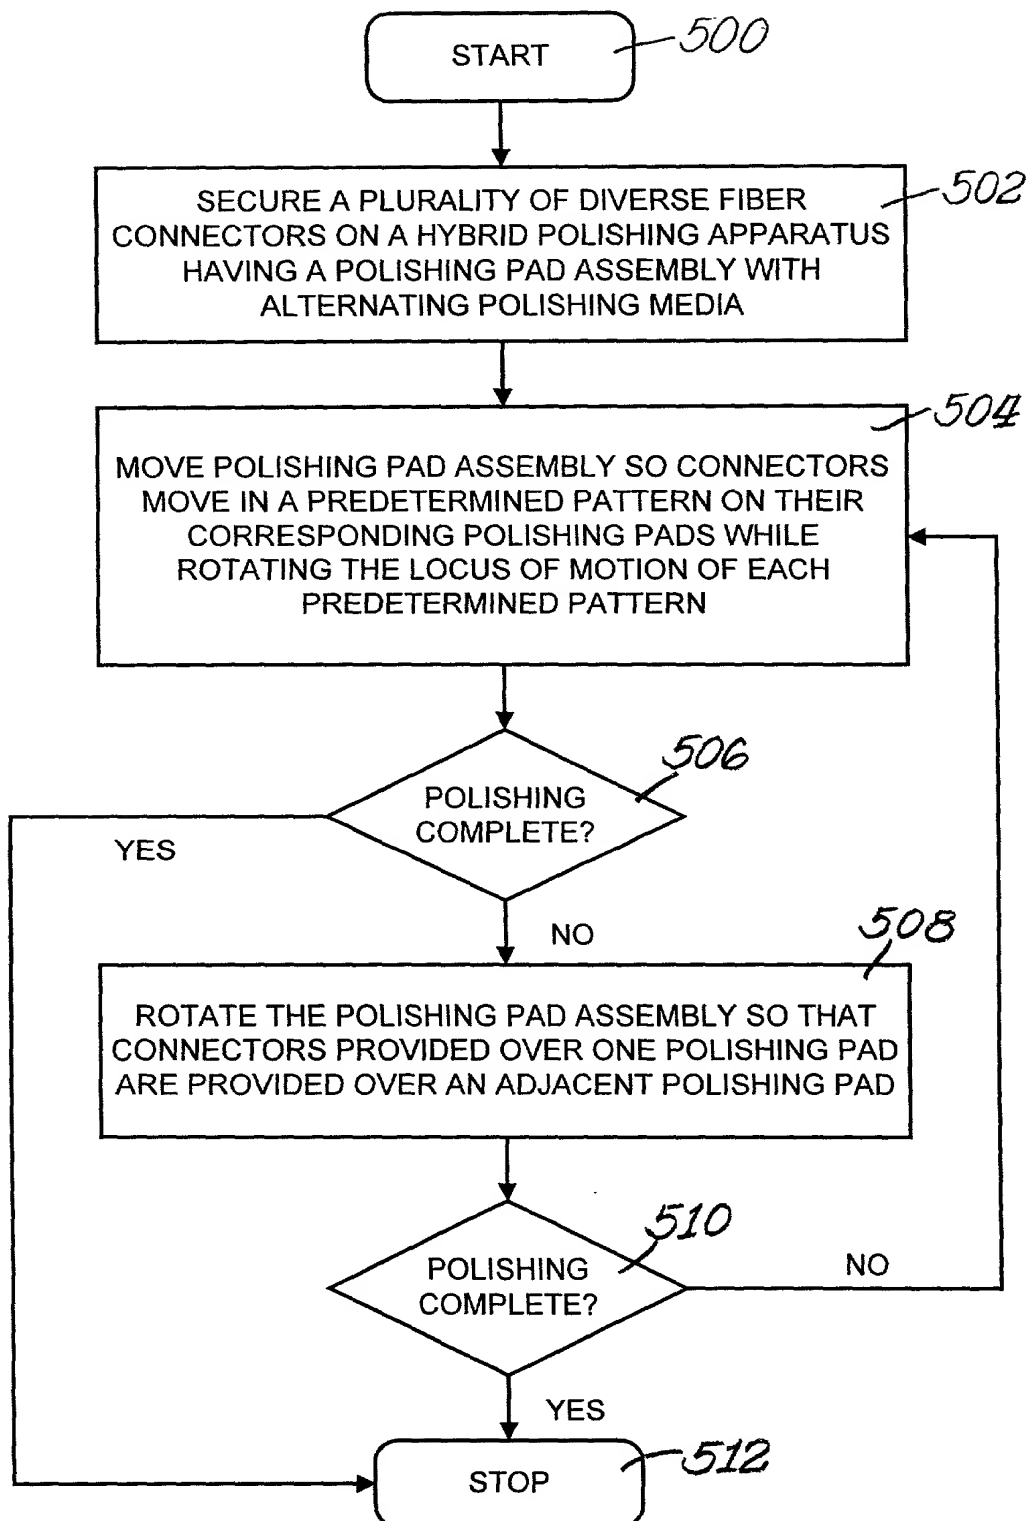 START
500
SECURE A PLURALITY OF DIVERSE FIBER
CONNECTORS ON A HYBRID POLISHING APPARATUS
HAVING A POLISHING PAD ASSEMBLY WITH
ALTERNATING POLISHING MEDIA
502
MOVE POLISHING PAD ASSEMBLY SO CONNECTORS
MOVE IN A PREDETERMINED PATTERN ON THEIR
CORRESPONDING POLISHING PADS WHILE
ROTATING THE LOCUS OF MOTION OF EACH
PREDETERMINED PATTERN
504
POLISHING
COMPLETE?
506
YES
NO
508
ROTATE THE POLISHING PAD ASSEMBLY SO THAT
CONNECTORS PROVIDED OVER ONE POLISHING PAD
ARE PROVIDED OVER AN ADJACENT POLISHING PAD
POLISHING
COMPLETE?
510
NO
YES
STOP
512